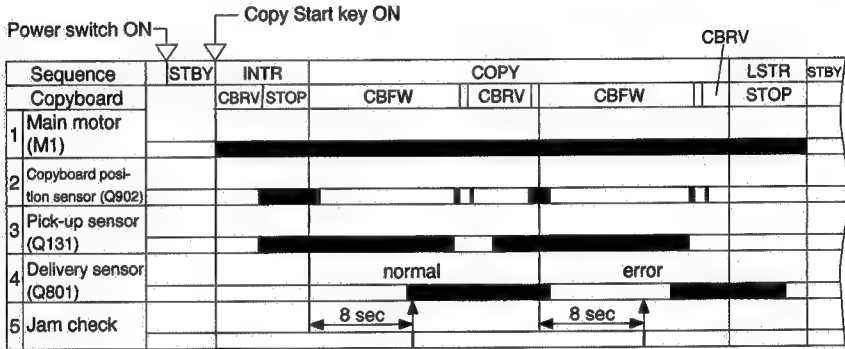 Power switch ON
Copy Start key ON
CBRV
Sequence STBY INTR COPY LSTR STBY
Copyboard CBRV STOP CBFW CBRV CBFW STOP
1 Main motor
(M1)
2 Copyboard posi-
tion sensor (Q902)
3 Pick-up sensor
(Q131)
4 Delivery sensor normal error
(Q801)
5 Jam check 8 sec 8 sec